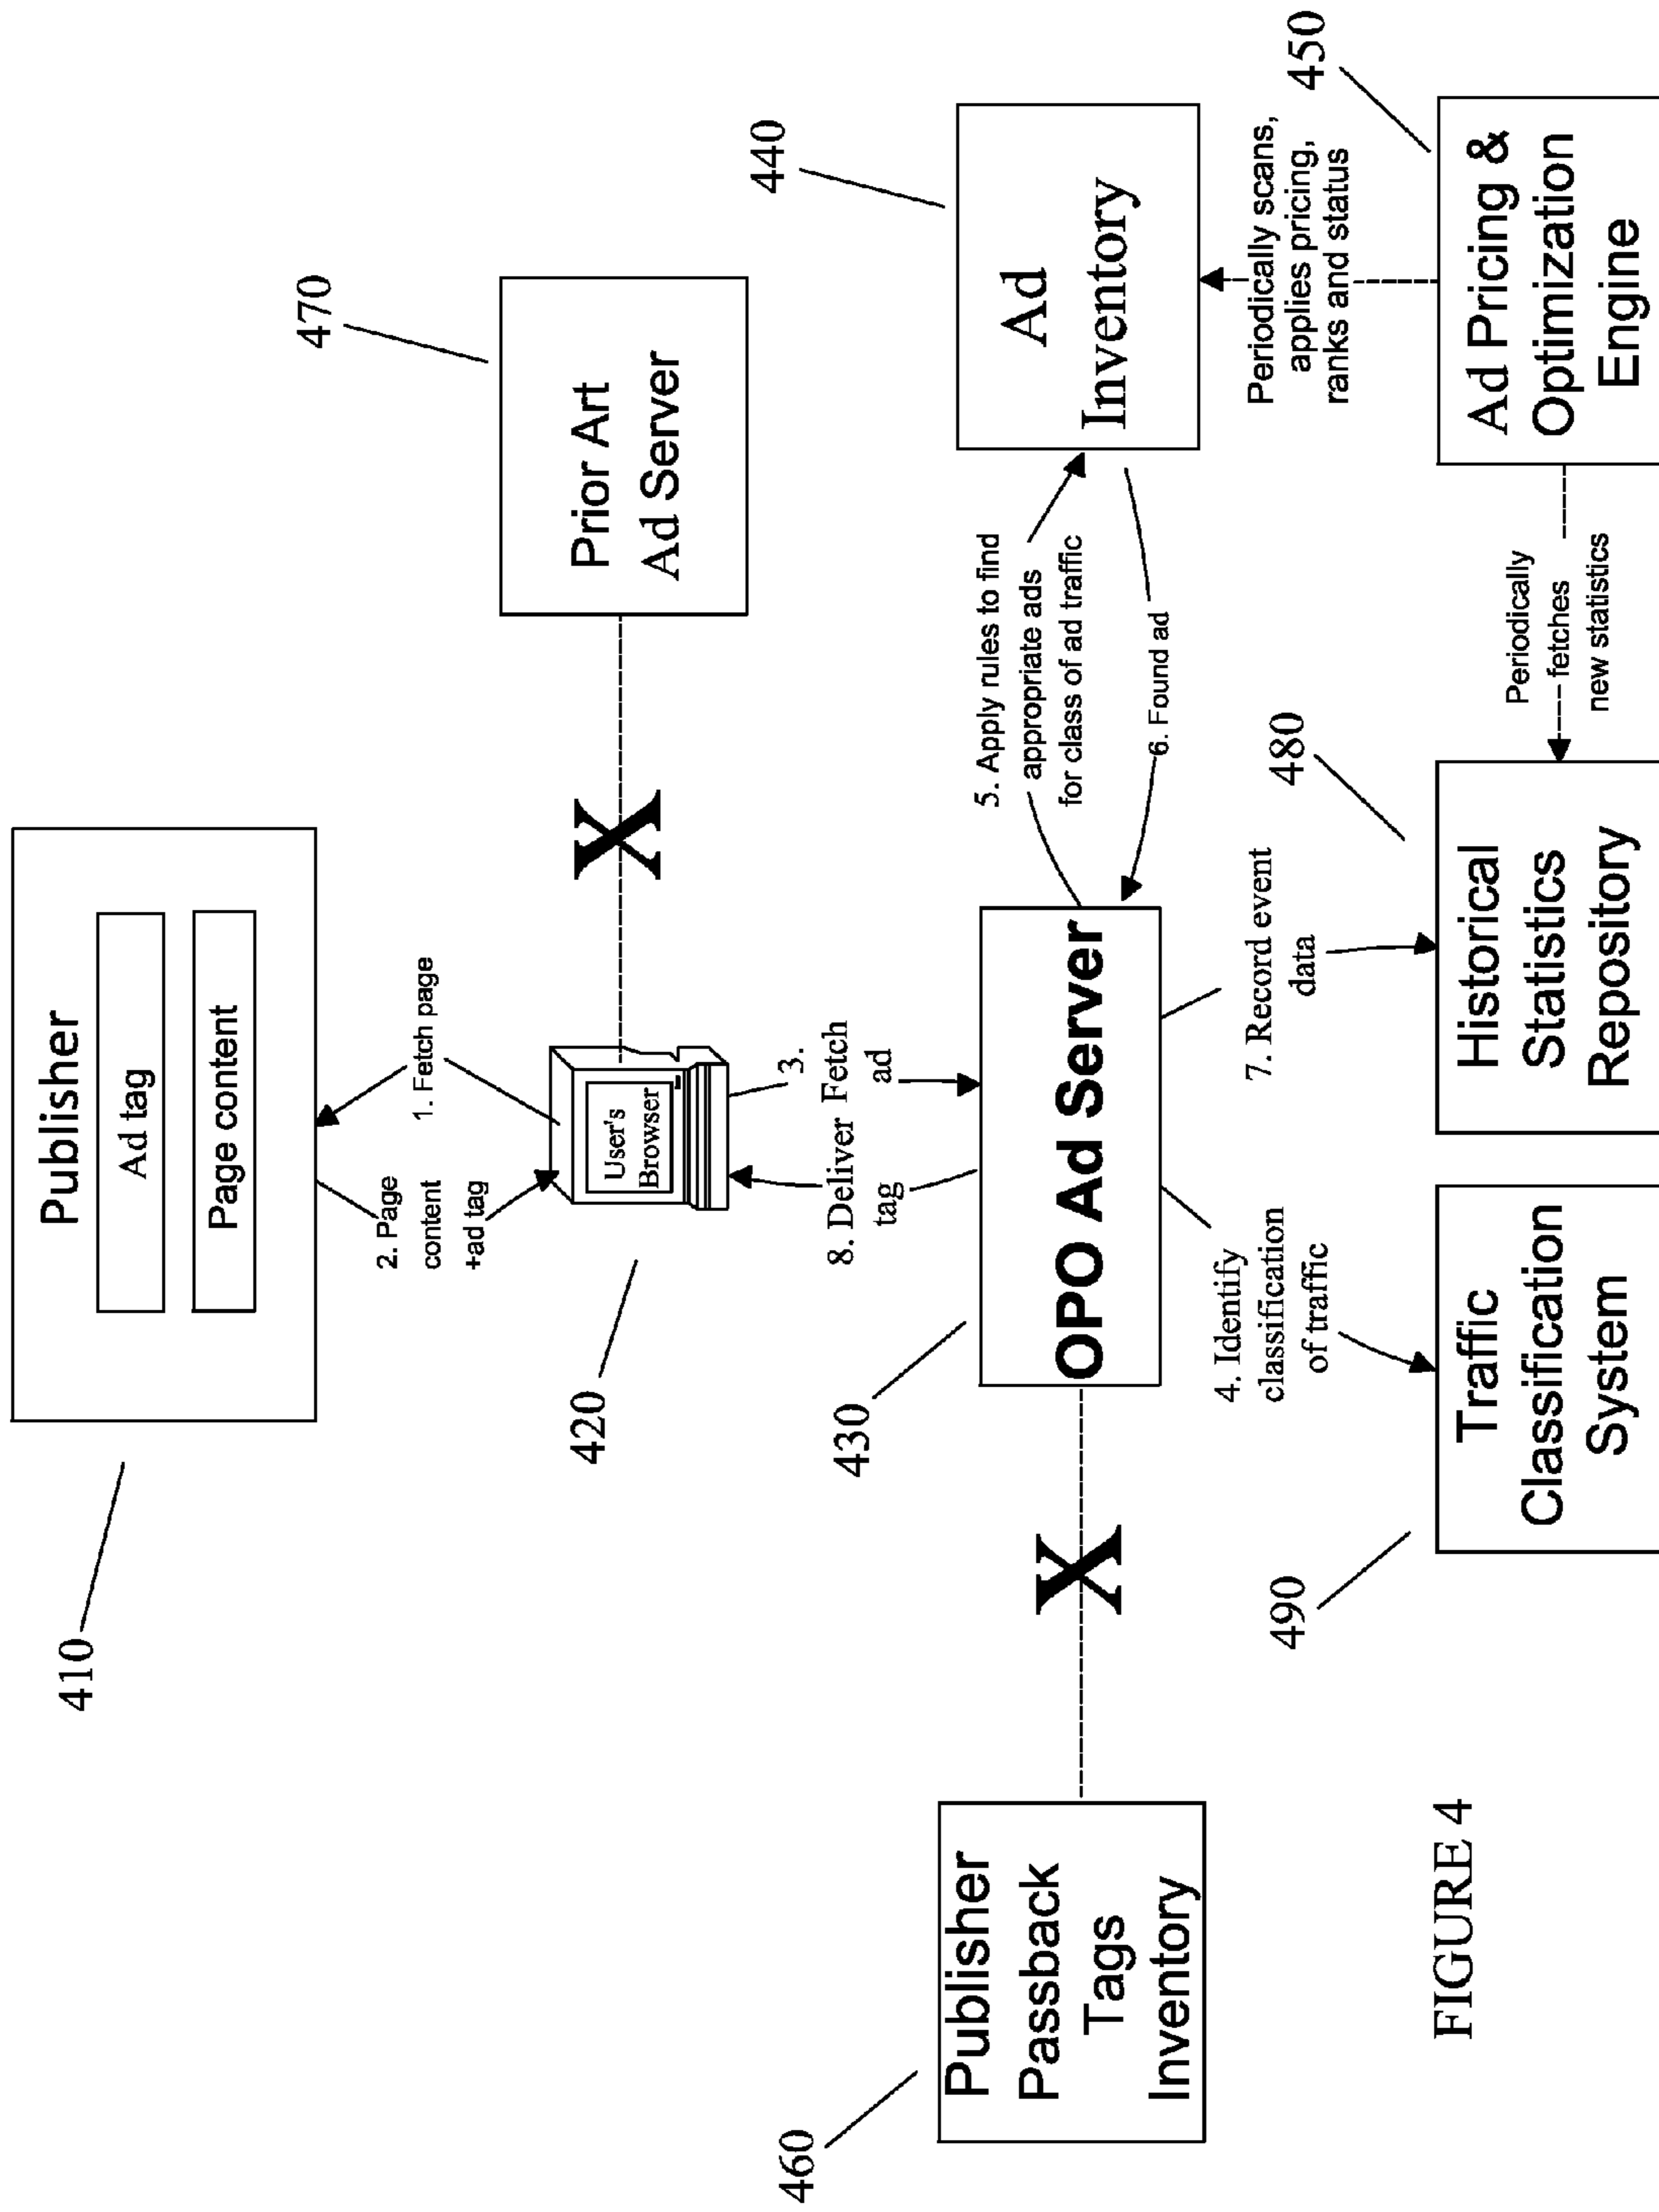 410
Publisher
Ad tag
Page content
1. Fetch page
2. Page
content
+ad tag
470
Prior Art
Ad Server
User's
Browser
420
3.
8. Deliver Fetch
tag
ad
440
Ad
Inventory
5. Apply rules to find
appropriate ads
for class of ad traffic
6. Found ad
430
OPO Ad Server
460
Publisher
Passback
Tags
Inventory
450
Periodically scans,
applies pricing,
ranks and status
Ad Pricing &
Optimization
Engine
Periodically
fetches
new statistics
480
7. Record event
data
Historical
Statistics
Repository
4. Identify
classification
of traffic
490
Traffic
Classification
System
X
X
FIGURE 4